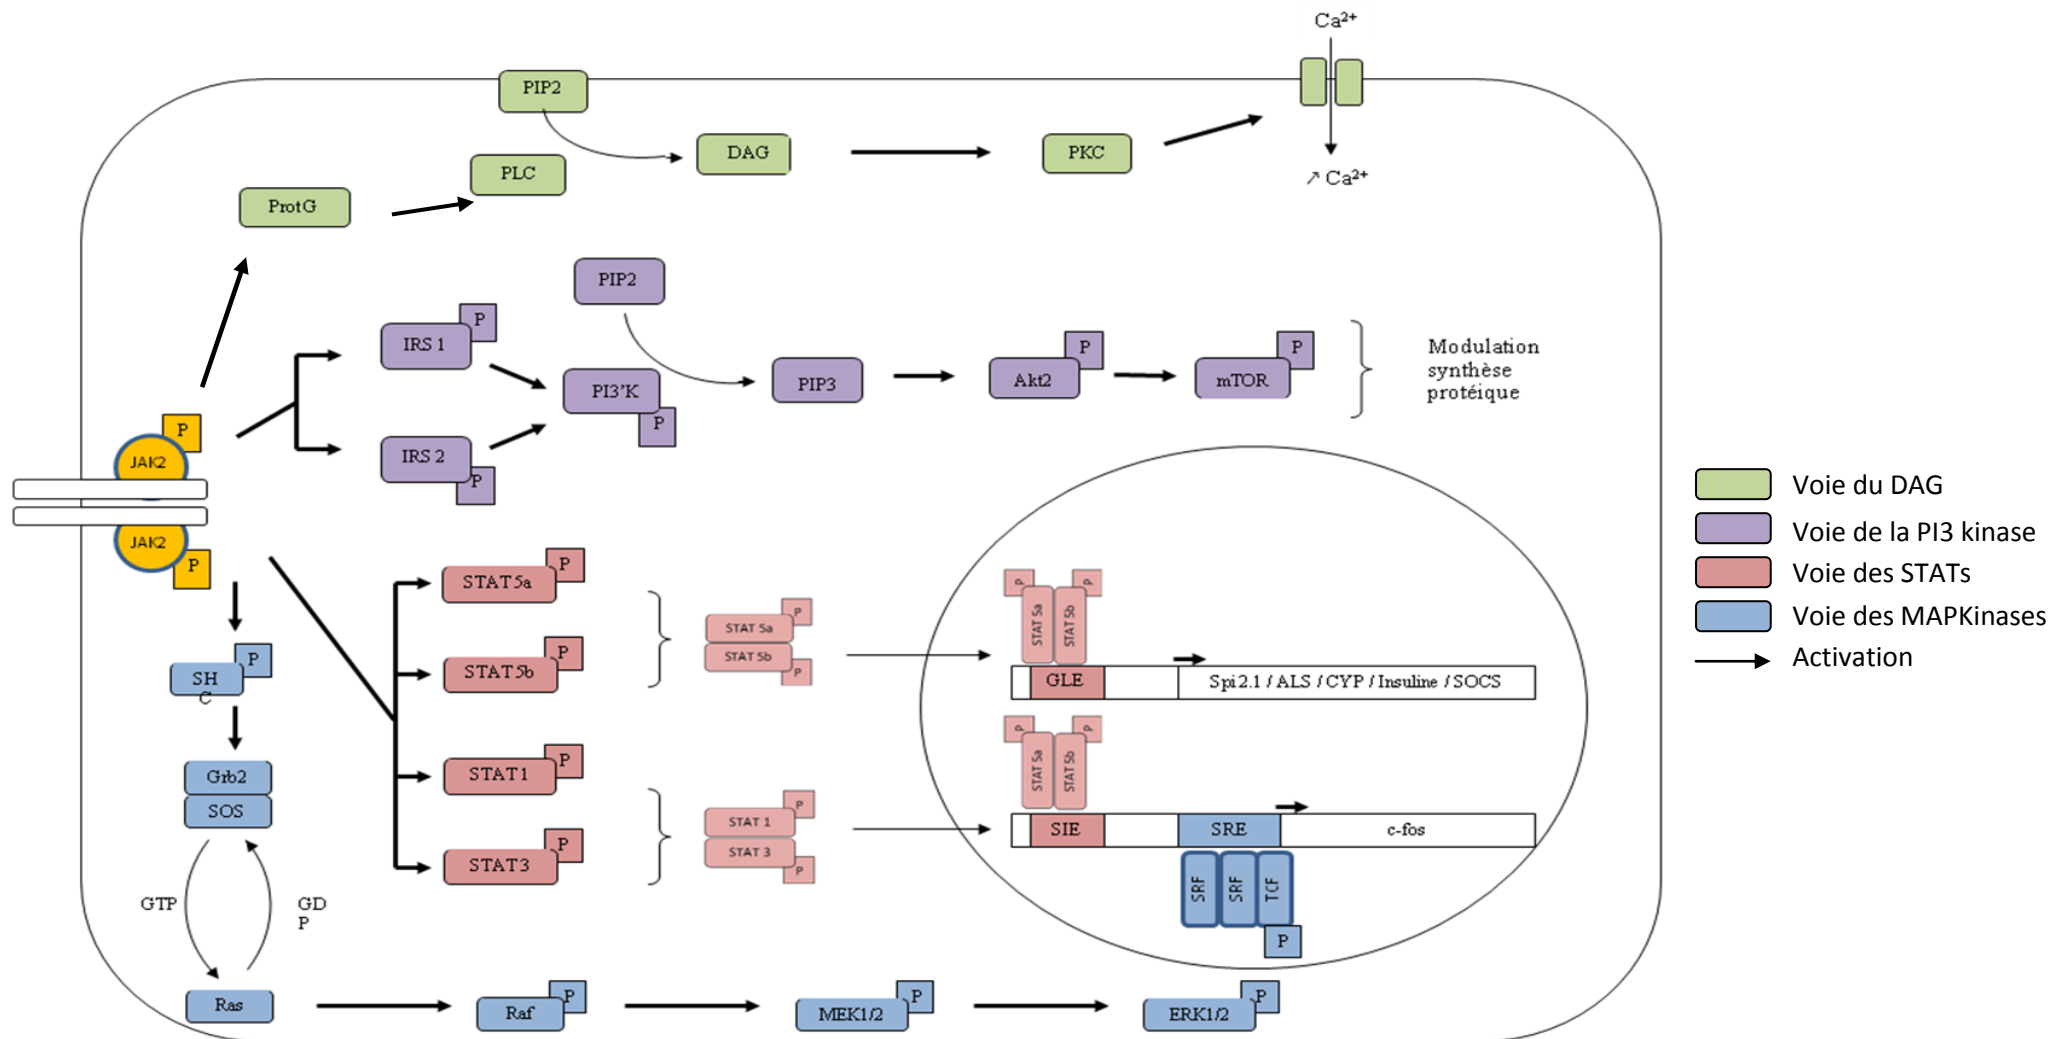 Ca²⁺
PIP2
DAG
PKC
PLC
↗ Ca²⁺
ProtG
PIP2
P
IRS 1
PI3'K
P
PIP3
P
Akt2
P
mTOR
Modulation
synthèse
protéique
IRS 2
P
P
JAK2
JAK2
P
Voie du DAG
Voie de la PI3 kinase
Voie des STATs
Voie des MAPKinases
Activation
STAT5a
P
STAT5b
P
STAT 5a
P
STAT 5b
P
P
P
STAT 5a
STAT 5b
GLE
Spi2.1 / ALS / CYP / Insuline / SOCS
P
SH
C
STAT1
P
STAT3
P
STAT 1
P
STAT 3
P
P
P
STAT 5a
STAT 5b
SIE
SRE
c-fos
SRF
SRF
TCF
P
Grb2
SOS
GTP
GD
P
Ras
Raf
P
MEK1/2
P
ERK1/2
P